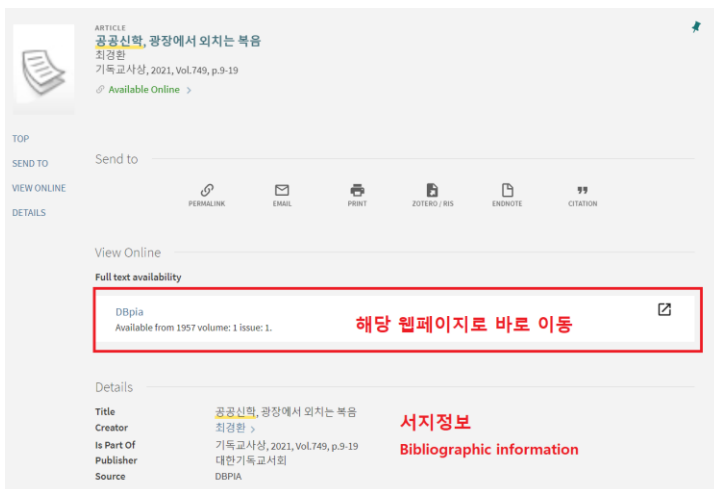 ARTICLE
공공신학, 광장에서 외치는 복음
최경환
기독교사상, 2021, Vol.749, p.9-19
Available Online >
TOP
SEND TO
VIEW ONLINE
DETAILS
Send to
PERMALINK EMAIL PRINT ZOTERO / RIS ENDNOTE CITATION
View Online
Full text availability
DBpia
Available from 1957 volume: 1 issue: 1.
해당 웹페이지로 바로 이동
Details
Title 공공신학, 광장에서 외치는 복음
Creator 최경환 >
Is Part Of 기독교사상, 2021, Vol.749, p.9-19
Publisher 대한기독교서회
Source DBPIA
서지정보
Bibliographic information